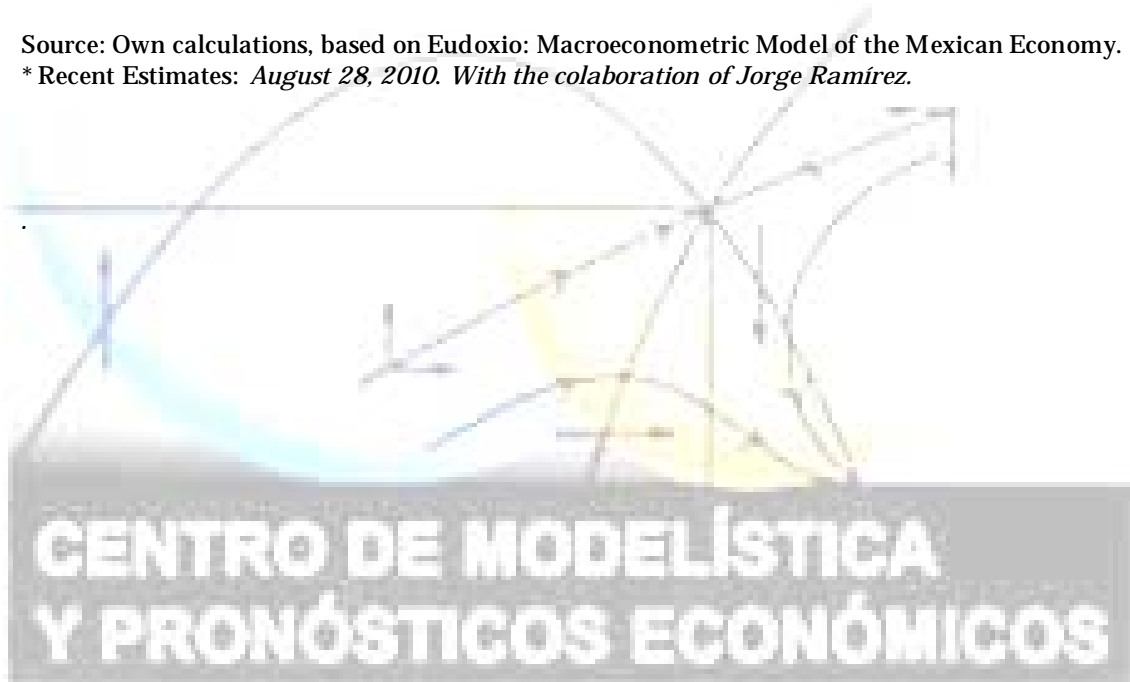 Source: Own calculations, based on Eudoxio: Macroeconometric Model of the Mexican Economy.
* Recent Estimates: August 28, 2010. With the colaboration of Jorge Ramírez.
.
CENTRO DE MODELÍSTICA
Y PRONÓSTICOS ECONÓMICOS